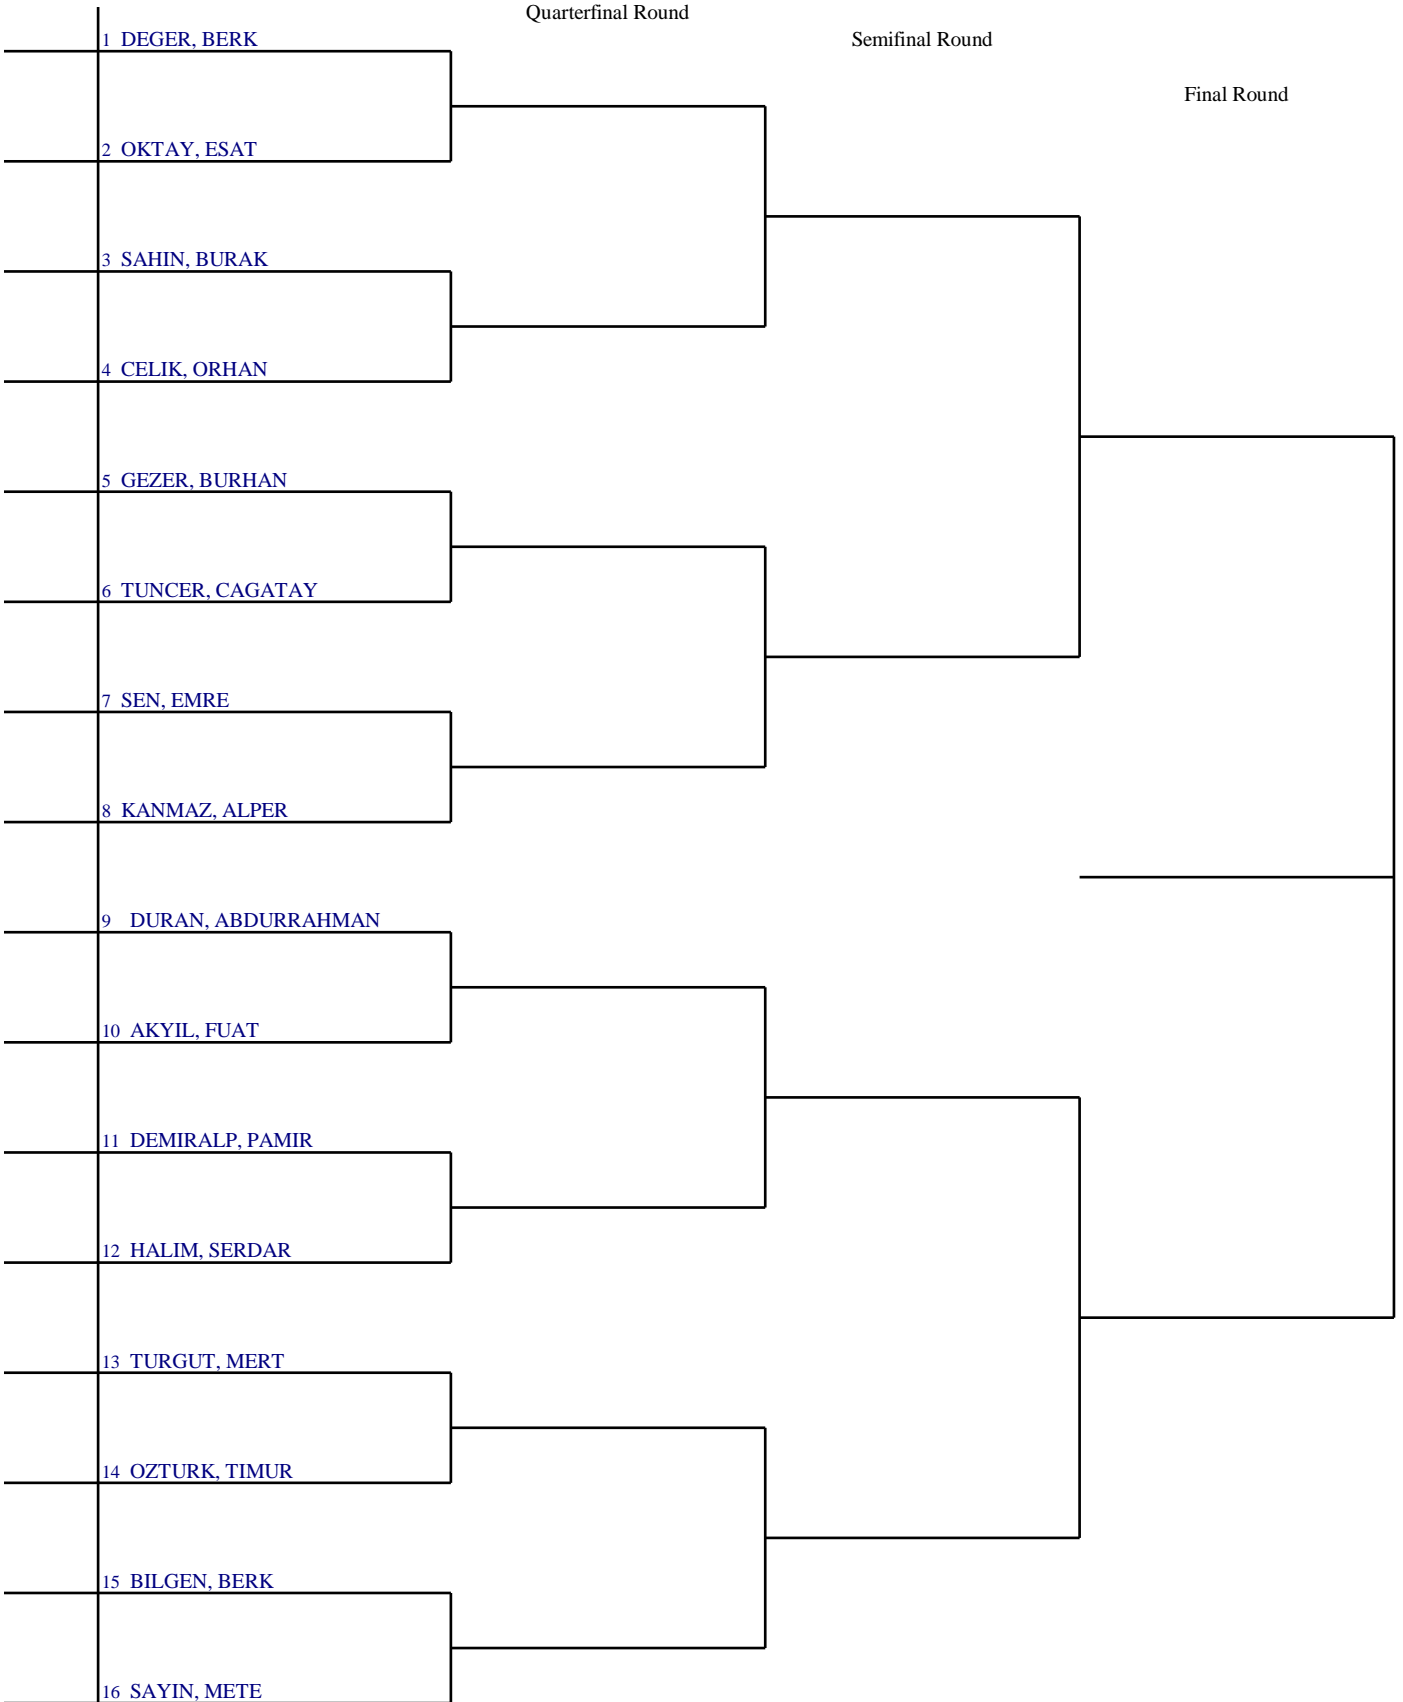 Quarterfinal Round
1 DEGER, BERK
Semifinal Round
Final Round
2 OKTAY, ESAT
3 SAHIN, BURAK
4 CELIK, ORHAN
5 GEZER, BURHAN
6 TUNCER, CAGATAY
7 SEN, EMRE
8 KANMAZ, ALPER
9 DURAN, ABDURRAHMAN
10 AKYIL, FUAT
11 DEMIRALP, PAMIR
12 HALIM, SERDAR
13 TURGUT, MERT
14 OZTURK, TIMUR
15 BILGEN, BERK
16 SAYIN, METE